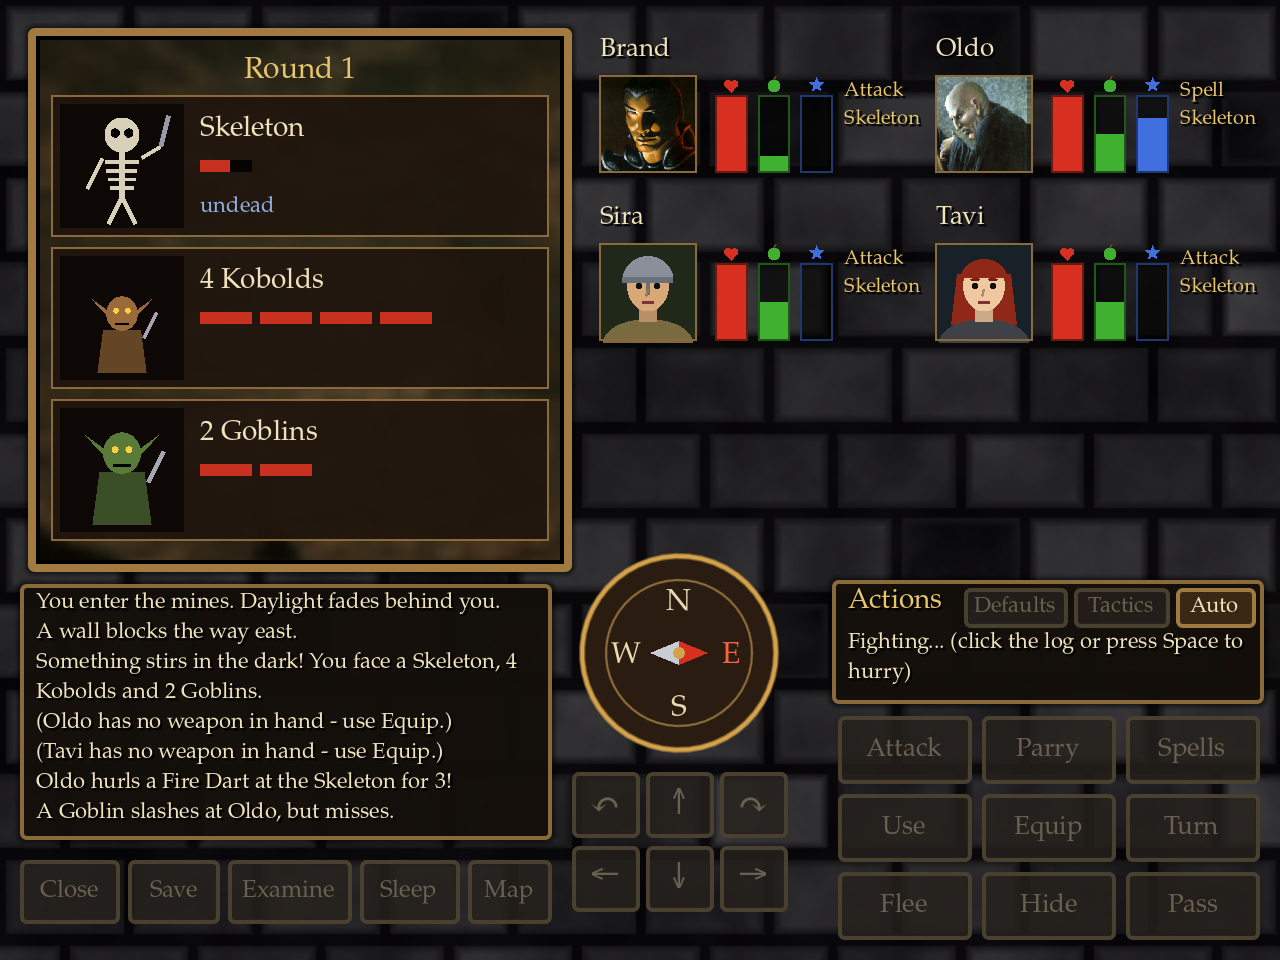 Round 1
Skeleton
undead
4 Kobolds
2 Goblins
Brand
Attack
Skeleton
Oldo
Spell
Skeleton
Sira
Attack
Skeleton
Tavi
Attack
Skeleton
You enter the mines. Daylight fades behind you.
A wall blocks the way east.
Something stirs in the dark! You face a Skeleton, 4
Kobolds and 2 Goblins.
(Oldo has no weapon in hand - use Equip.)
(Tavi has no weapon in hand - use Equip.)
Oldo hurls a Fire Dart at the Skeleton for 3!
A Goblin slashes at Oldo, but misses.
Close Save Examine Sleep Map
N
W E
S
Actions Defaults Tactics Auto
Fighting... (click the log or press Space to
hurry)
Attack Parry Spells
Use Equip Turn
Flee Hide Pass